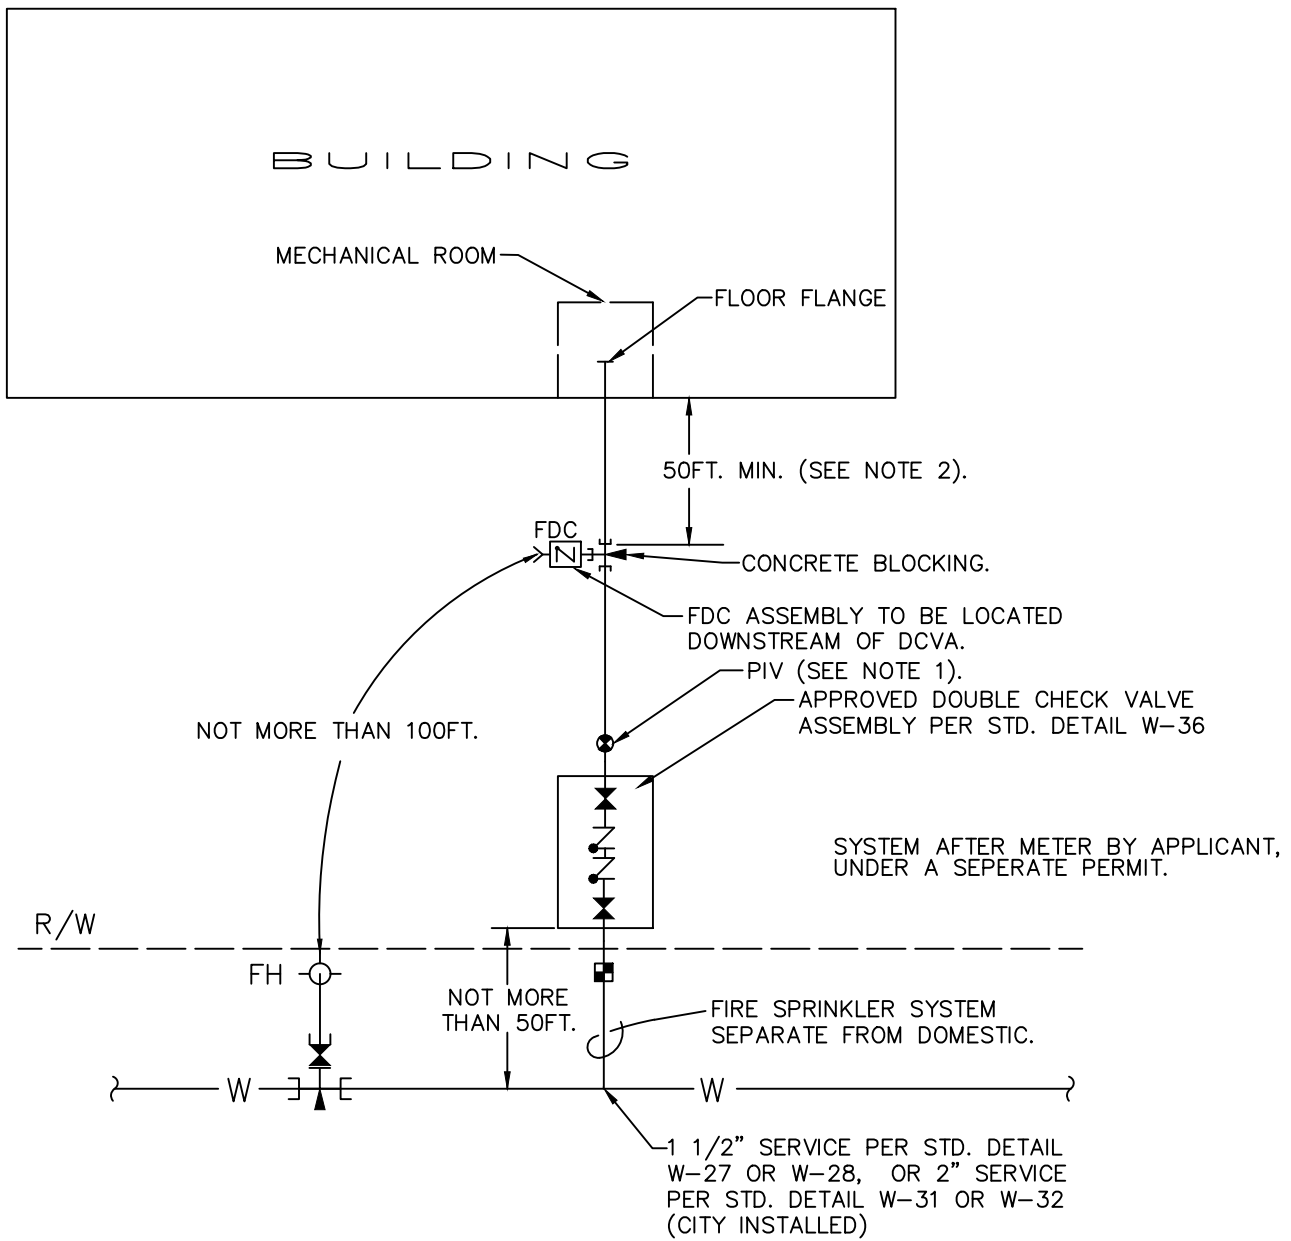 BUILDING
MECHANICAL ROOM
FLOOR FLANGE
50FT. MIN. (SEE NOTE 2).
FDC
CONCRETE BLOCKING.
FDC ASSEMBLY TO BE LOCATED
DOWNSTREAM OF DCVA.
PIV (SEE NOTE 1).
APPROVED DOUBLE CHECK VALVE
ASSEMBLY PER STD. DETAIL W-36
NOT MORE THAN 100FT.
SYSTEM AFTER METER BY APPLICANT,
UNDER A SEPERATE PERMIT.
R/W
FH
NOT MORE
THAN 50FT.
FIRE SPRINKLER SYSTEM
SEPARATE FROM DOMESTIC.
W
W
1 1/2" SERVICE PER STD. DETAIL
W-27 OR W-28, OR 2" SERVICE
PER STD. DETAIL W-31 OR W-32
(CITY INSTALLED)